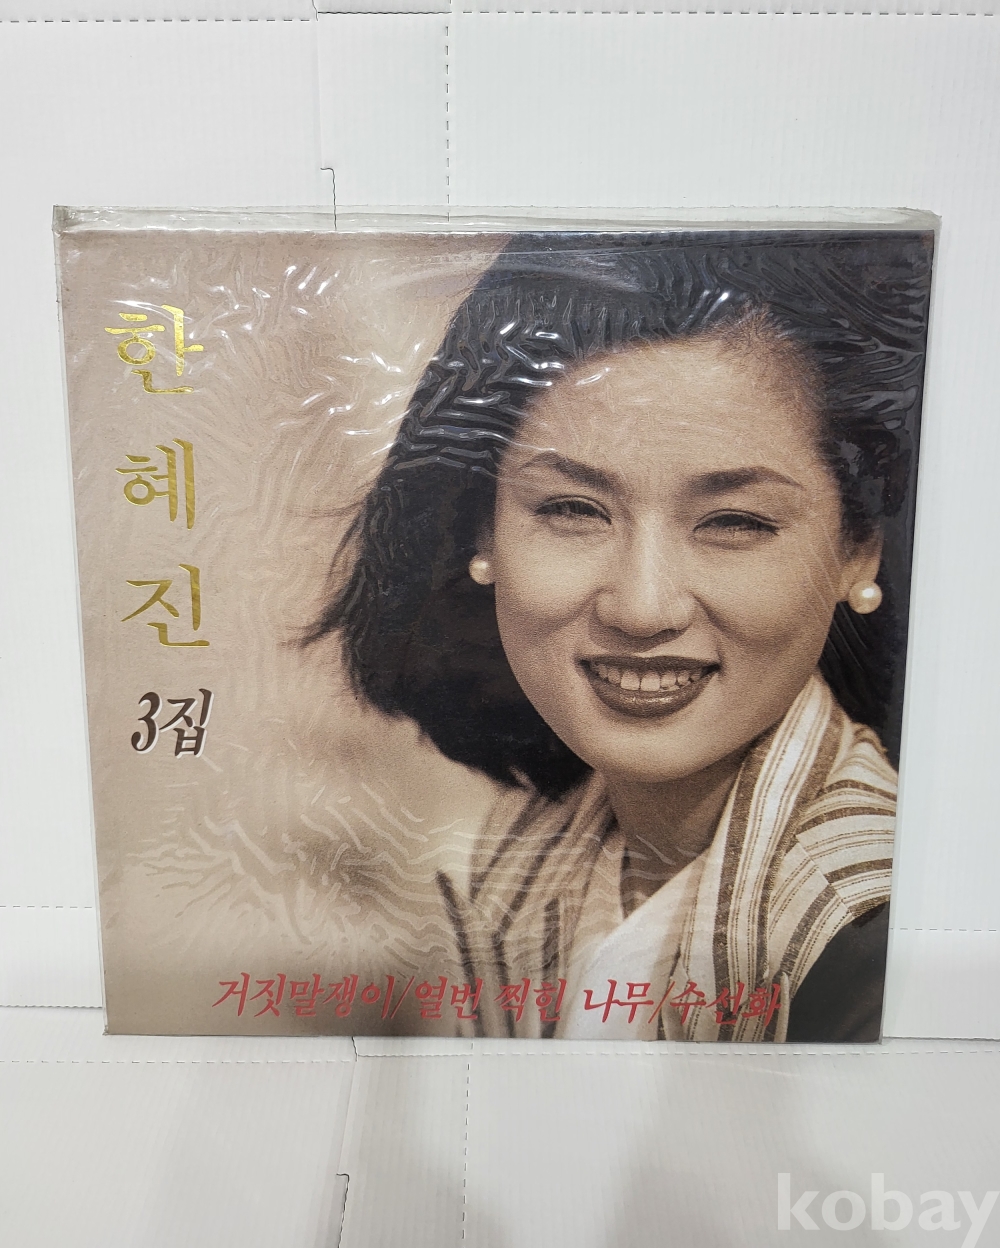 한혜진
3집
거짓말쟁이/열번 찍힌 나무/수선화
kobay